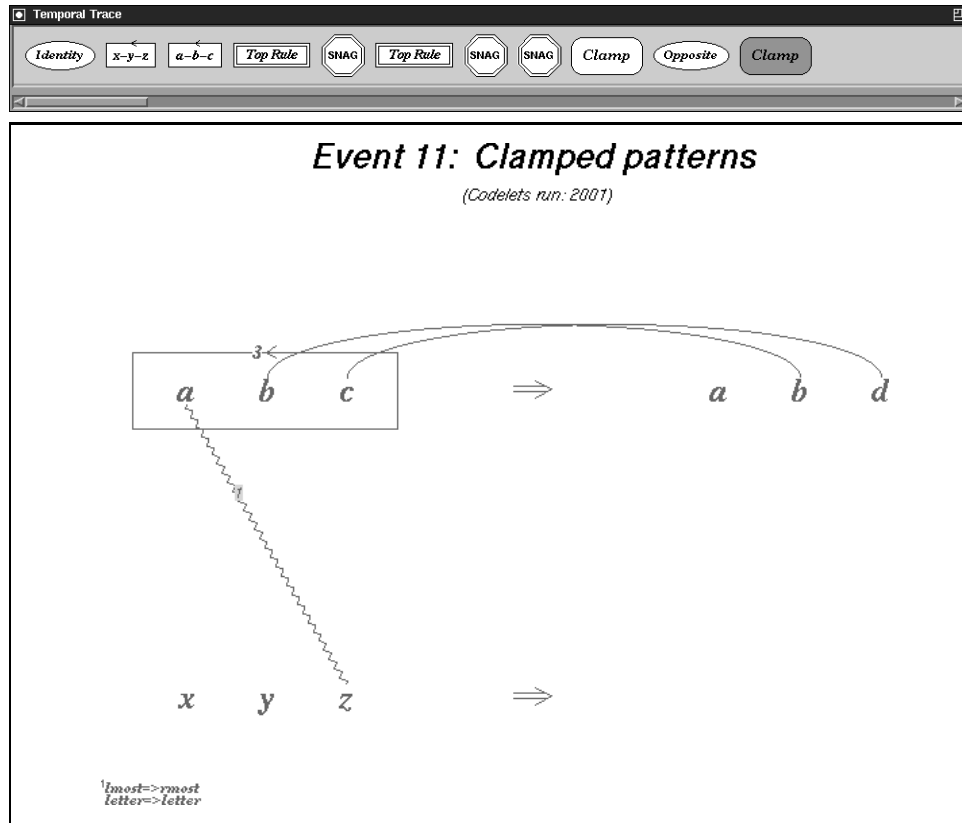 Temporal Trace
Identity x-y-z a-b-c Top Rule SNAG Top Rule SNAG SNAG Clamp Opposite Clamp
Event 11: Clamped patterns
(Codelets run: 2001)
3
a b c ⇒ a b d
1
x y z ⇒
1lmost=>rmost
letter=>letter